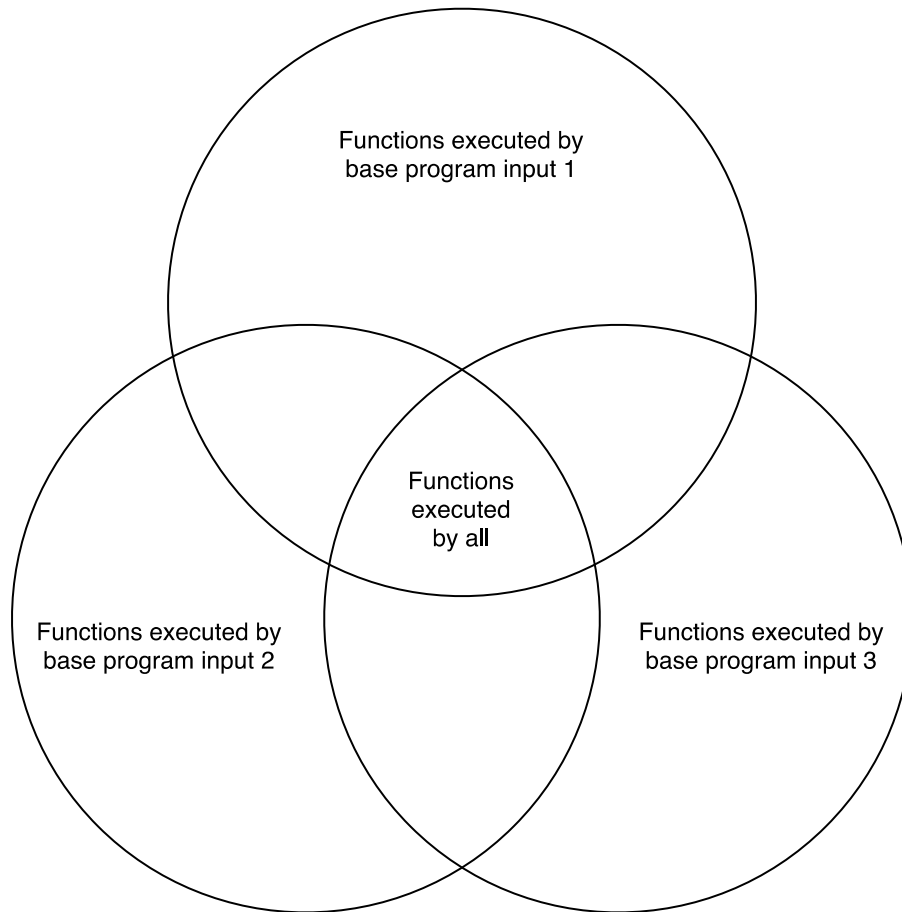 Functions executed by
base program input 1
Functions
executed
by all
Functions executed by
base program input 2
Functions executed by
base program input 3